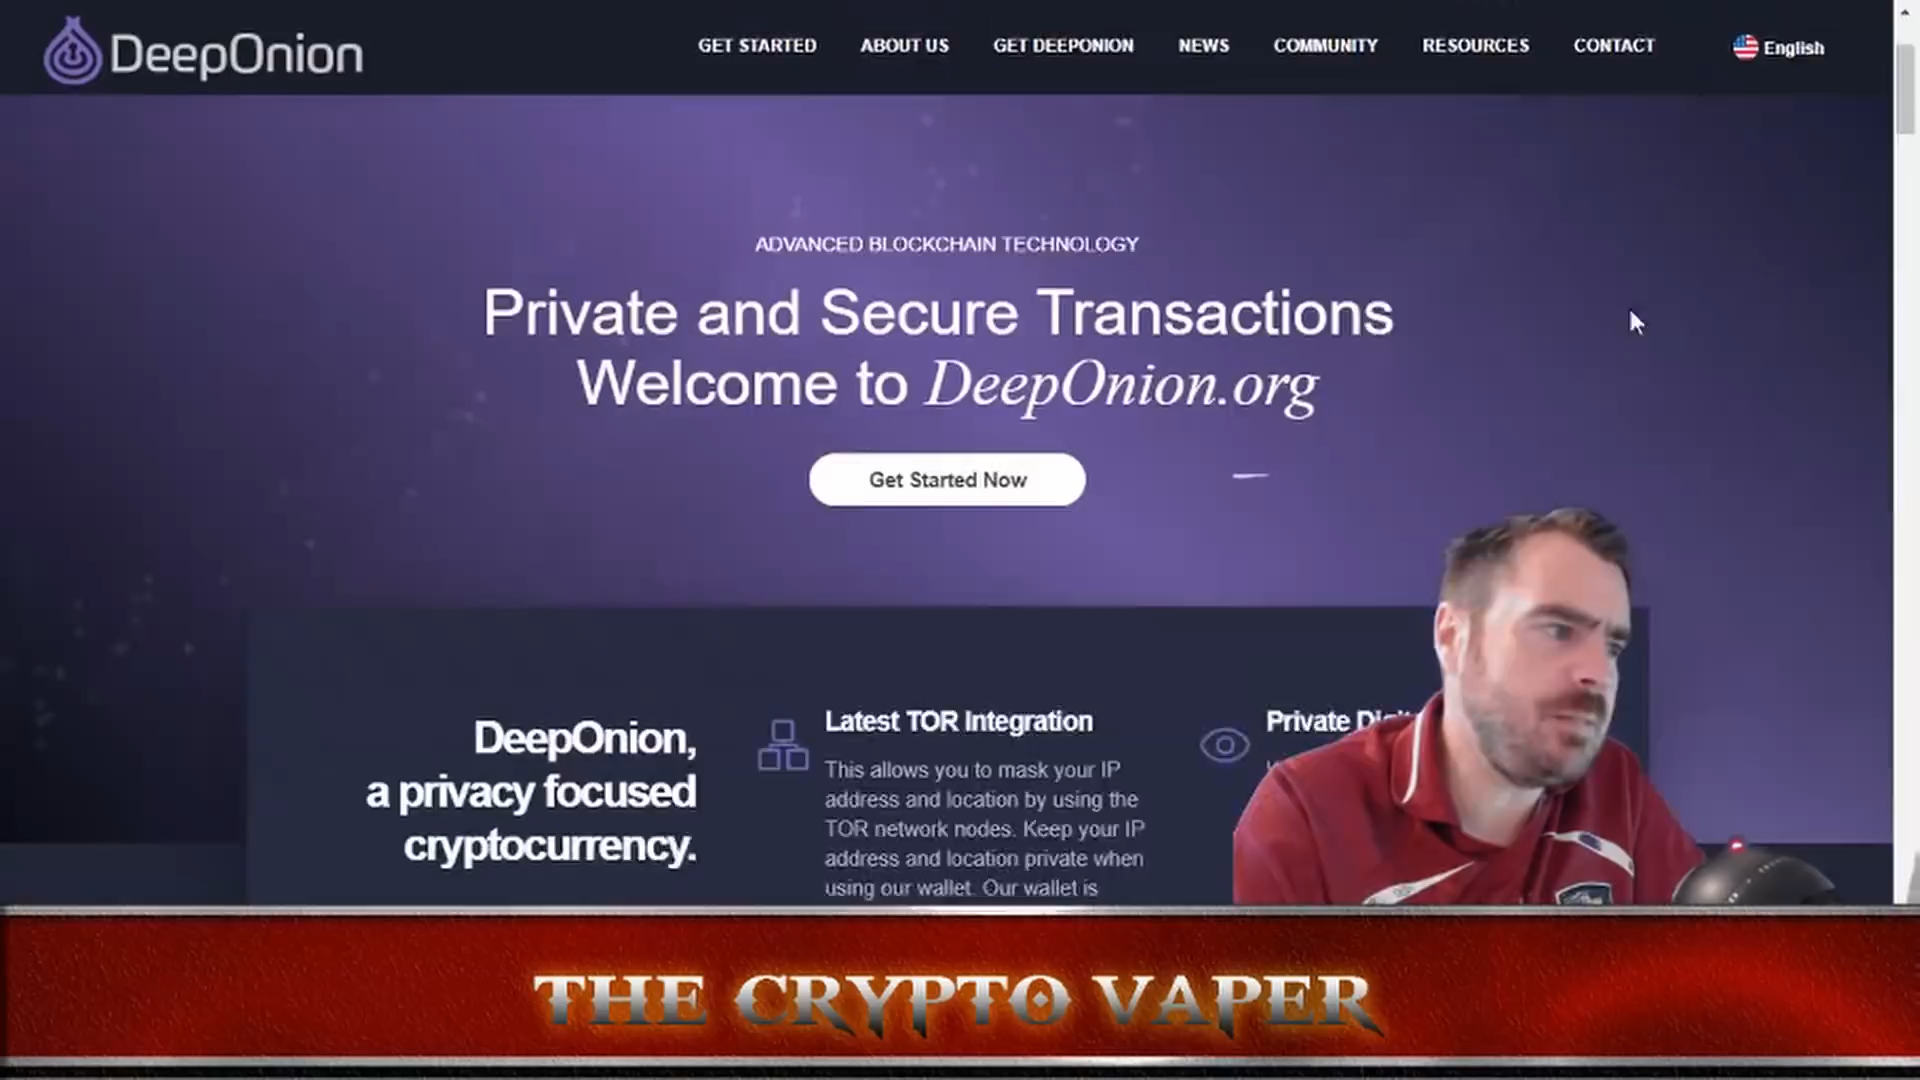 DeepOnion
GET STARTED ABOUT US GET DEEPONION NEWS COMMUNITY RESOURCES CONTACT English
ADVANCED BLOCKCHAIN TECHNOLOGY
Private and Secure Transactions
Welcome to DeepOnion.org
Get Started Now
DeepOnion,
a privacy focused
cryptocurrency.
Latest TOR Integration
This allows you to mask your IP
address and location by using the
TOR network nodes. Keep your IP
address and location private when
using our wallet. Our wallet is
Private
THE CRYPTO VAPER